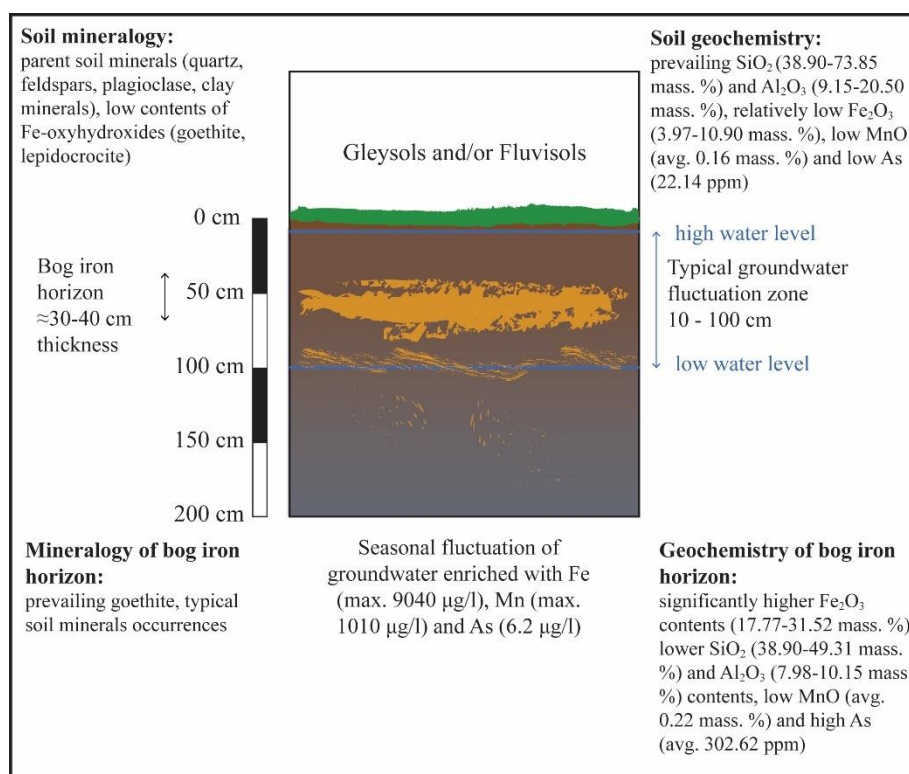 Soil mineralogy:
parent soil minerals (quartz,
feldspars, plagioclase, clay
minerals), low contents of
Fe-oxyhydroxides (goethite,
lepidocrocite)
Soil geochemistry:
prevailing SiO₂ (38.90-73.85
mass. %) and Al₂O₃ (9.15-20.50
mass. %), relatively low Fe₂O₃
(3.97-10.90 mass. %), low MnO
(avg. 0.16 mass. %) and low As
(22.14 ppm)
Gleysols and/or Fluvisols
0 cm
50 cm
100 cm
150 cm
200 cm
Bog iron
horizon
≈30-40 cm
thickness
high water level
Typical groundwater
fluctuation zone
10 - 100 cm
low water level
Mineralogy of bog iron
horizon:
prevailing goethite, typical
soil minerals occurrences
Seasonal fluctuation of
groundwater enriched with Fe
(max. 9040 µg/l), Mn (max.
1010 µg/l) and As (6.2 µg/l)
Geochemistry of bog iron
horizon:
significantly higher Fe₂O₃
contents (17.77-31.52 mass. %)
lower SiO₂ (38.90-49.31 mass.
%) and Al₂O₃ (7.98-10.15 mass
%) contents, low MnO (avg.
0.22 mass. %) and high As
(avg. 302.62 ppm)